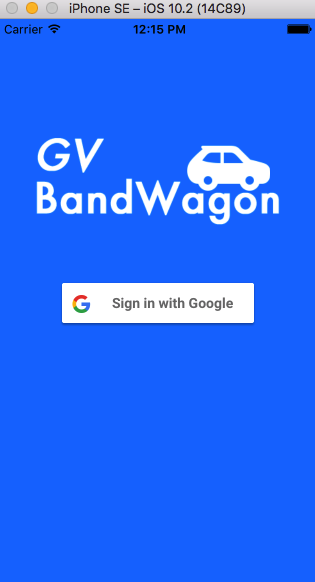 iPhone SE – iOS 10.2 (14C89)
Carrier 12:15 PM
GV
BandWagon
Sign in with Google